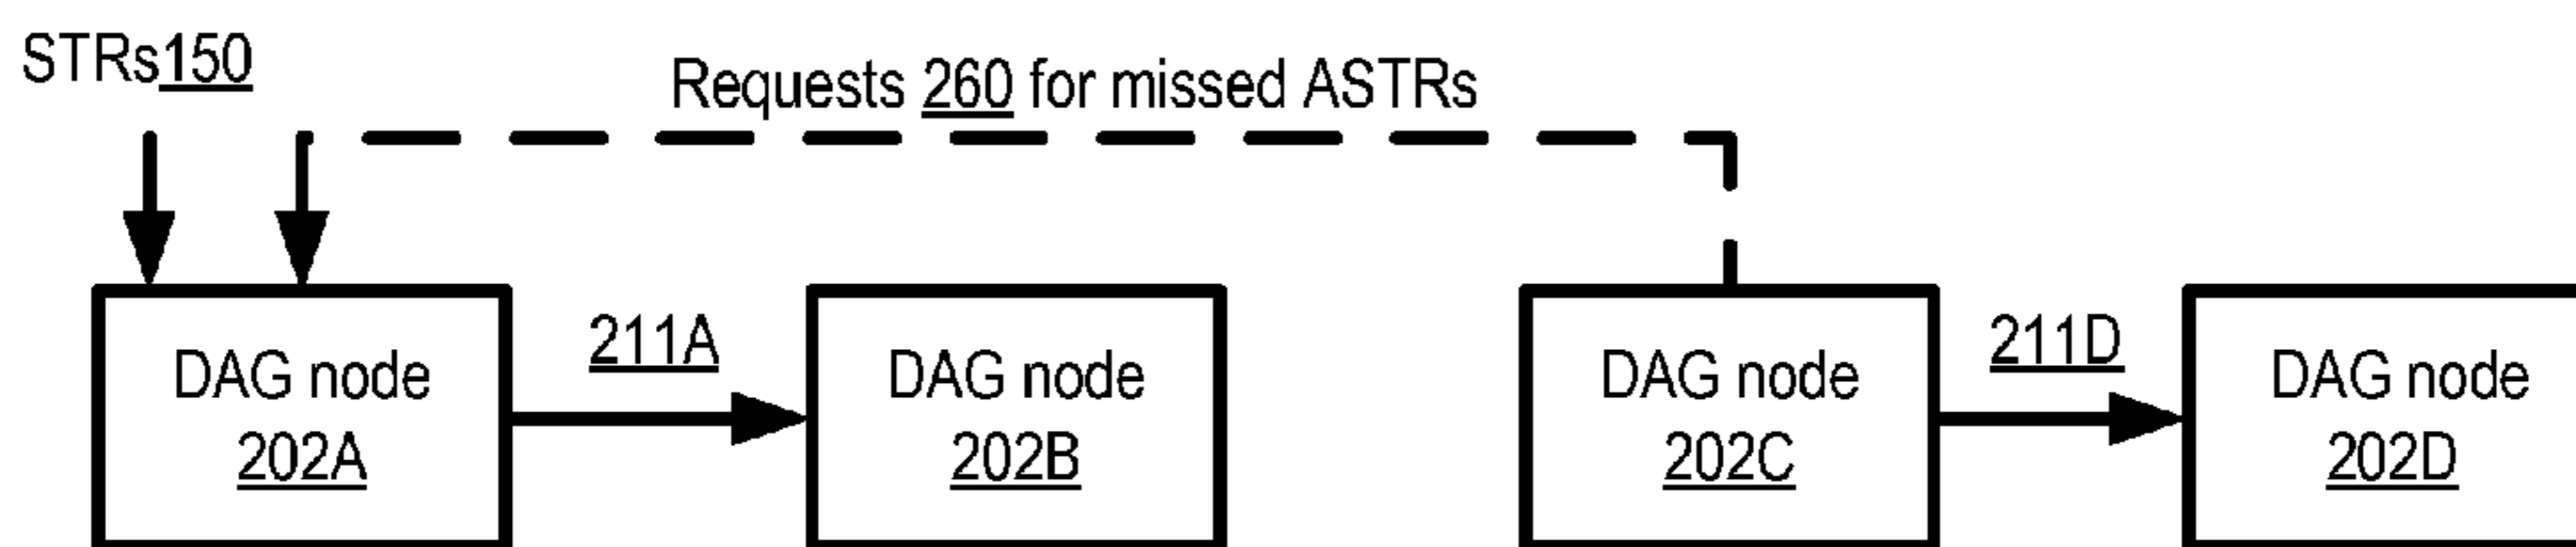 STRs150
Requests 260 for missed ASTRs
211A
211D
DAG node
202A
DAG node
202B
DAG node
202C
DAG node
202D